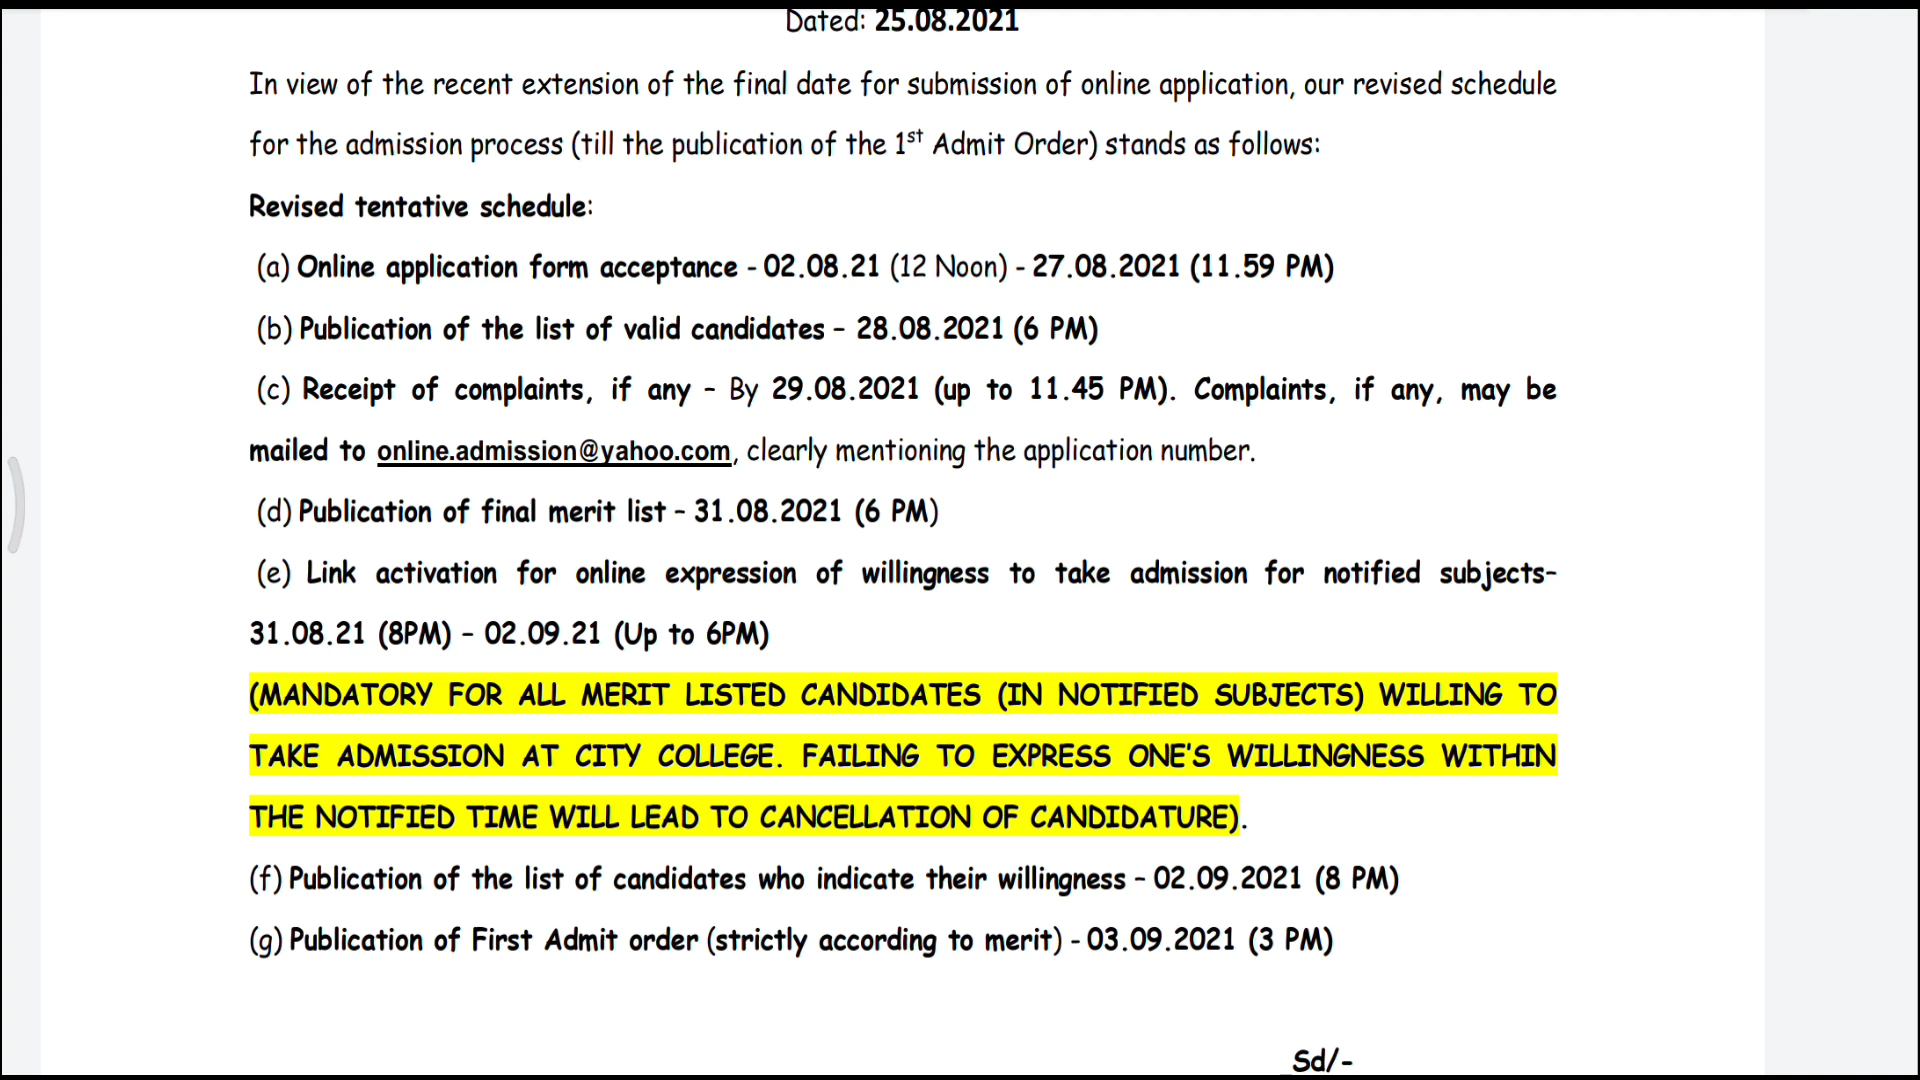 Dated: 25.08.2021
In view of the recent extension of the final date for submission of online application, our revised schedule
for the admission process (till the publication of the 1st Admit Order) stands as follows:
Revised tentative schedule:
(a) Online application form acceptance - 02.08.21 (12 Noon) - 27.08.2021 (11.59 PM)
(b) Publication of the list of valid candidates – 28.08.2021 (6 PM)
(c) Receipt of complaints, if any – By 29.08.2021 (up to 11.45 PM). Complaints, if any, may be
mailed to online.admission@yahoo.com, clearly mentioning the application number.
(d) Publication of final merit list – 31.08.2021 (6 PM)
(e) Link activation for online expression of willingness to take admission for notified subjects–
31.08.21 (8PM) – 02.09.21 (Up to 6PM)
(MANDATORY FOR ALL MERIT LISTED CANDIDATES (IN NOTIFIED SUBJECTS) WILLING TO
TAKE ADMISSION AT CITY COLLEGE. FAILING TO EXPRESS ONE'S WILLINGNESS WITHIN
THE NOTIFIED TIME WILL LEAD TO CANCELLATION OF CANDIDATURE).
(f) Publication of the list of candidates who indicate their willingness – 02.09.2021 (8 PM)
(g) Publication of First Admit order (strictly according to merit) - 03.09.2021 (3 PM)
Sd/-